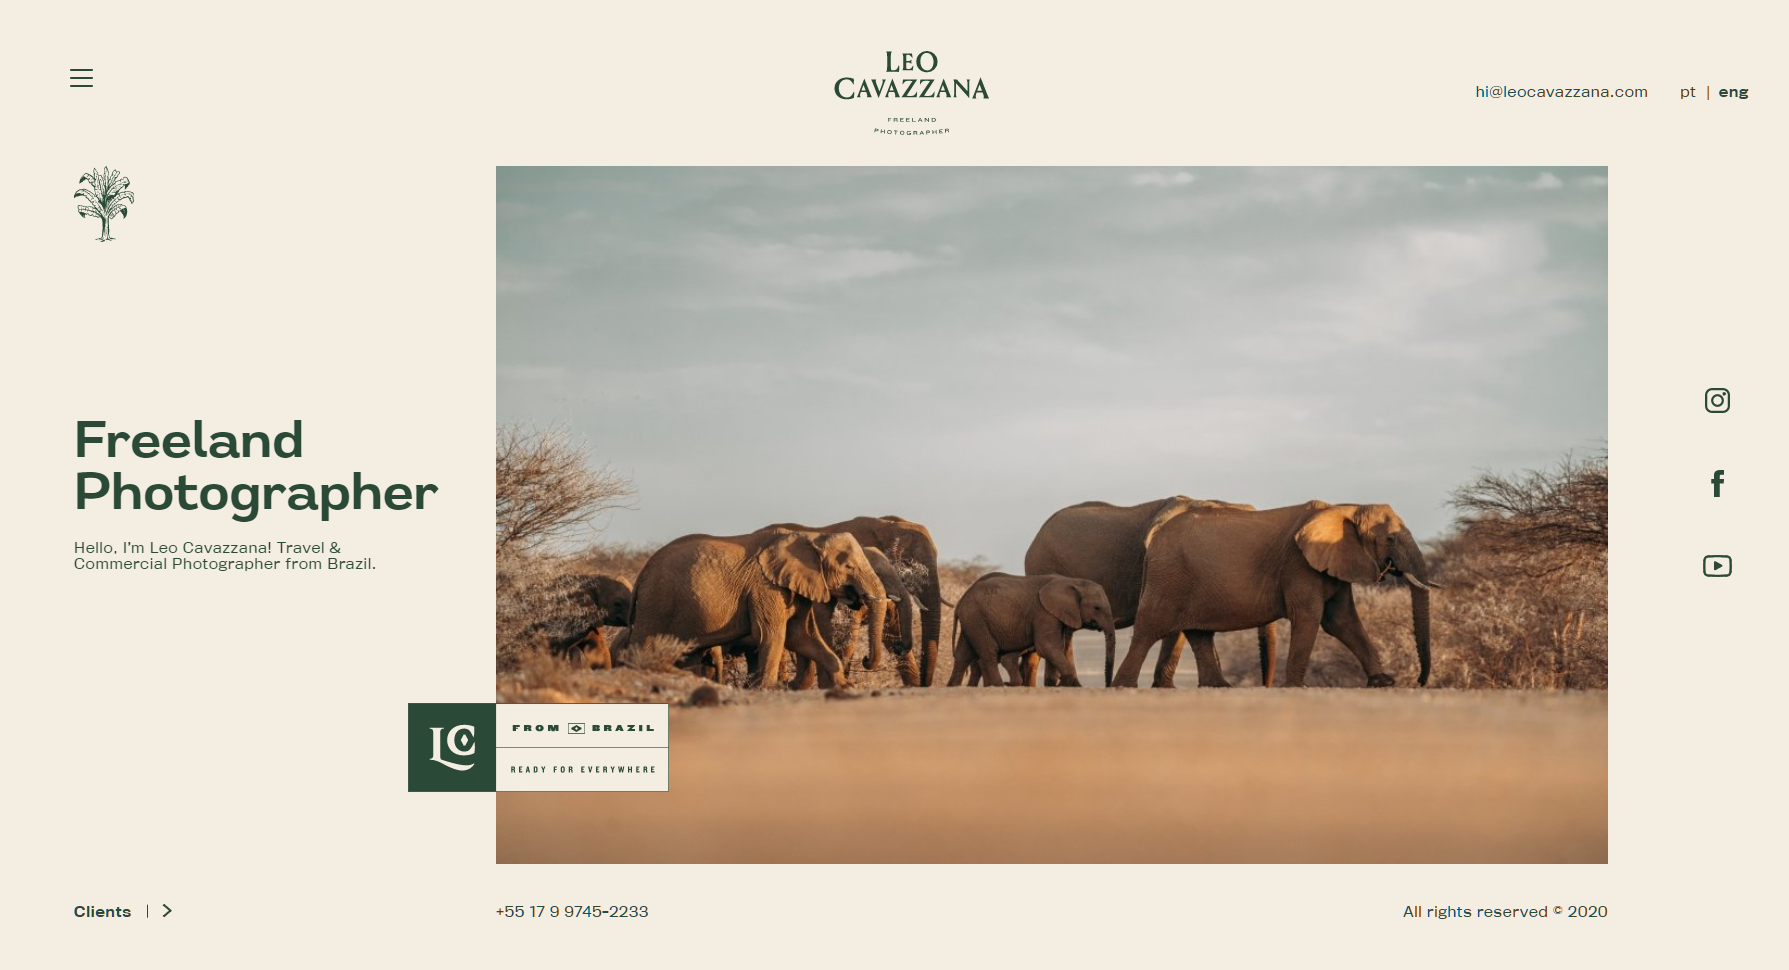 LEO
CAVAZZANA
FREELAND
PHOTOGRAPHER
hi@leocavazzana.com
pt | eng
Freeland
Photographer
Hello, I'm Leo Cavazzana! Travel &
Commercial Photographer from Brazil.
LC
FROM BRAZIL
READY FOR EVERYWHERE
Clients |
+55 17 9 9745-2233
All rights reserved © 2020